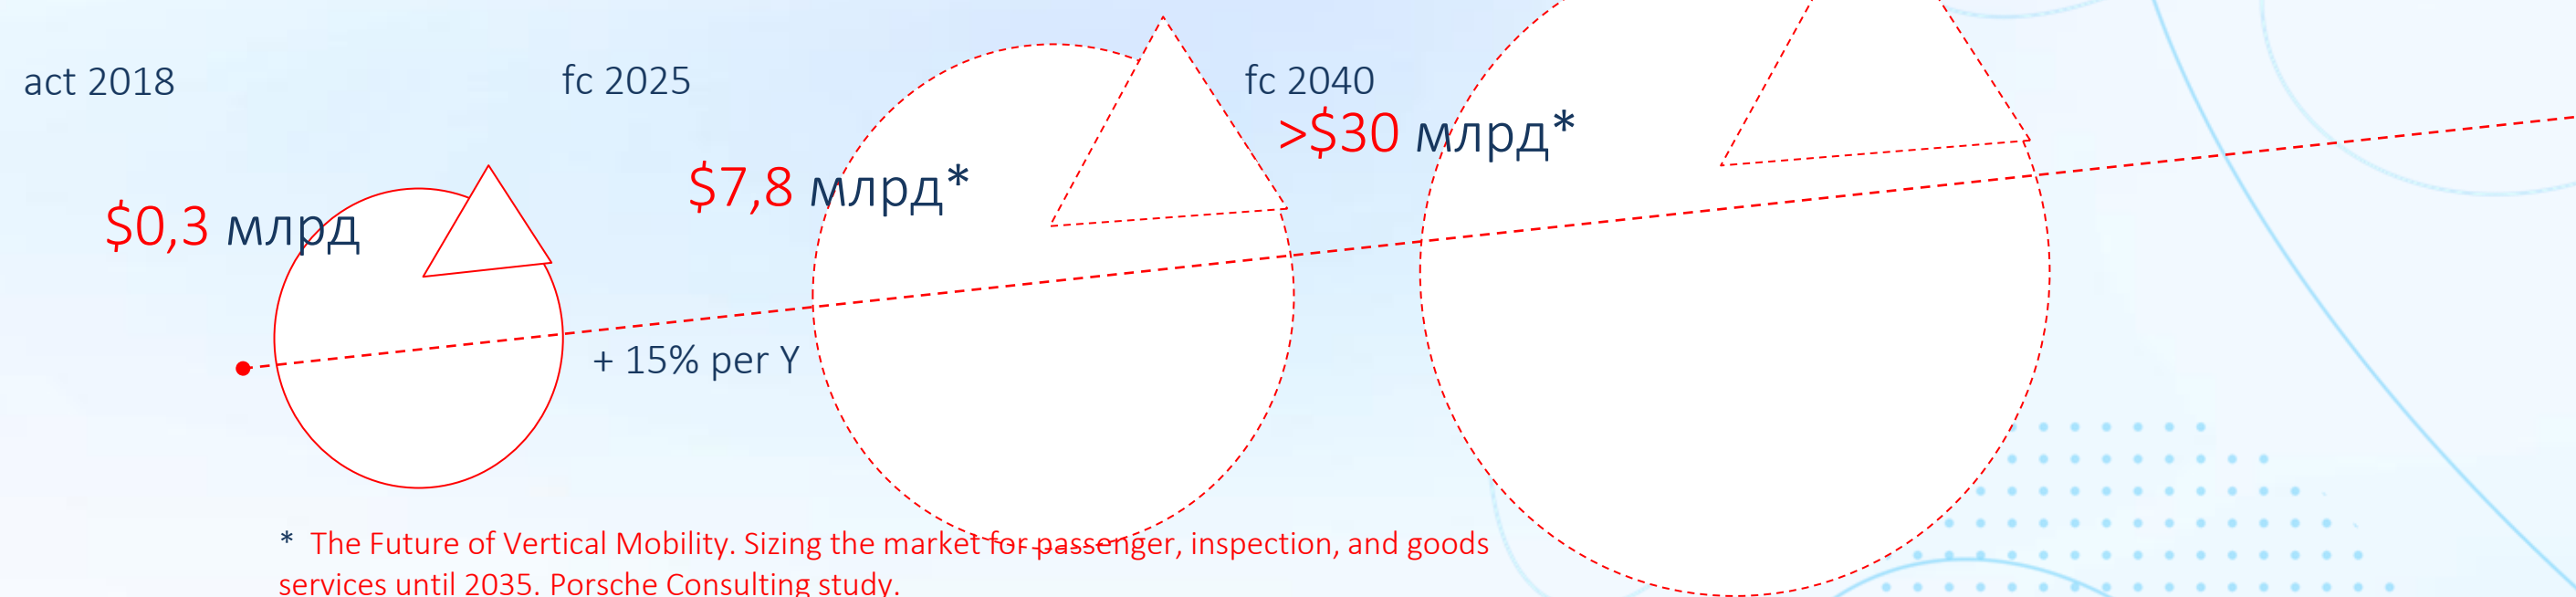 act 2018
$0,3 млрд
fc 2025
$7,8 млрд*
fc 2040
>$30 млрд*
+ 15% per Y
* The Future of Vertical Mobility. Sizing the market for passenger, inspection, and goods
services until 2035. Porsche Consulting study.